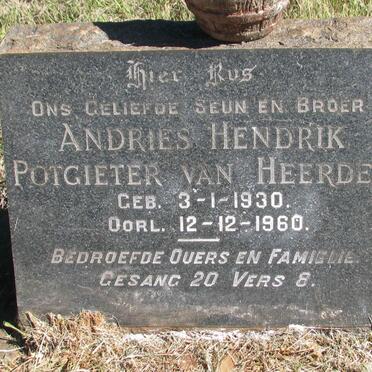 Hier Rus
ONS GELIEFDE SEUN EN BROER
ANDRIES HENDRIK
POTGIETER VAN HEERDE
GEB. 3-1-1930.
OORL. 12-12-1960.
BEDROEFDE OUERS EN FAMIELIE.
GESANG 20 VERS 8.